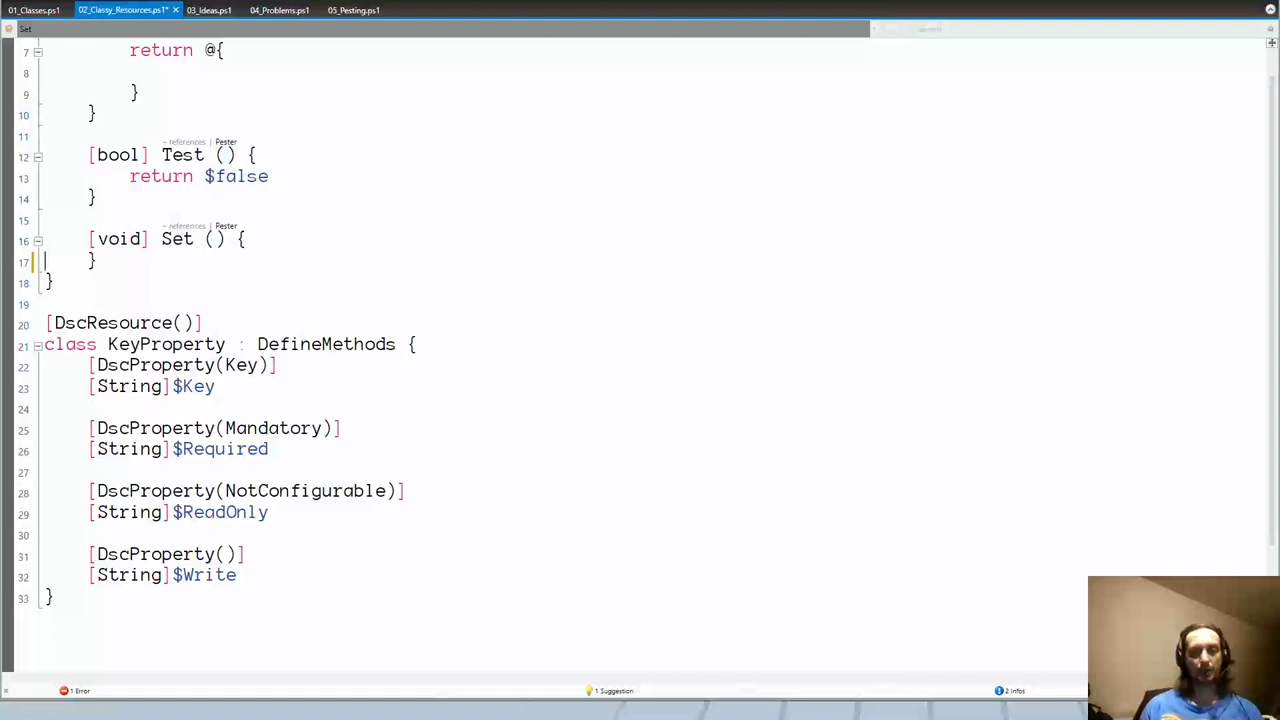 01_Classes.ps1 02_Classy_Resources.ps1* × 03_Ideas.ps1 04_Problems.ps1 05_Pesting.ps1
Set
7 return @{
8
9 }
10 }
11
~ references | Pester
12 [bool] Test () {
13 return $false
14 }
15
~ references | Pester
16 [void] Set () {
17 }
18 }
19
20 [DscResource()]
21 class KeyProperty : DefineMethods {
22 [DscProperty(Key)]
23 [String]$Key
24
25 [DscProperty(Mandatory)]
26 [String]$Required
27
28 [DscProperty(NotConfigurable)]
29 [String]$ReadOnly
30
31 [DscProperty()]
32 [String]$Write
33 }
1 Error 1 Suggestion 2 Infos